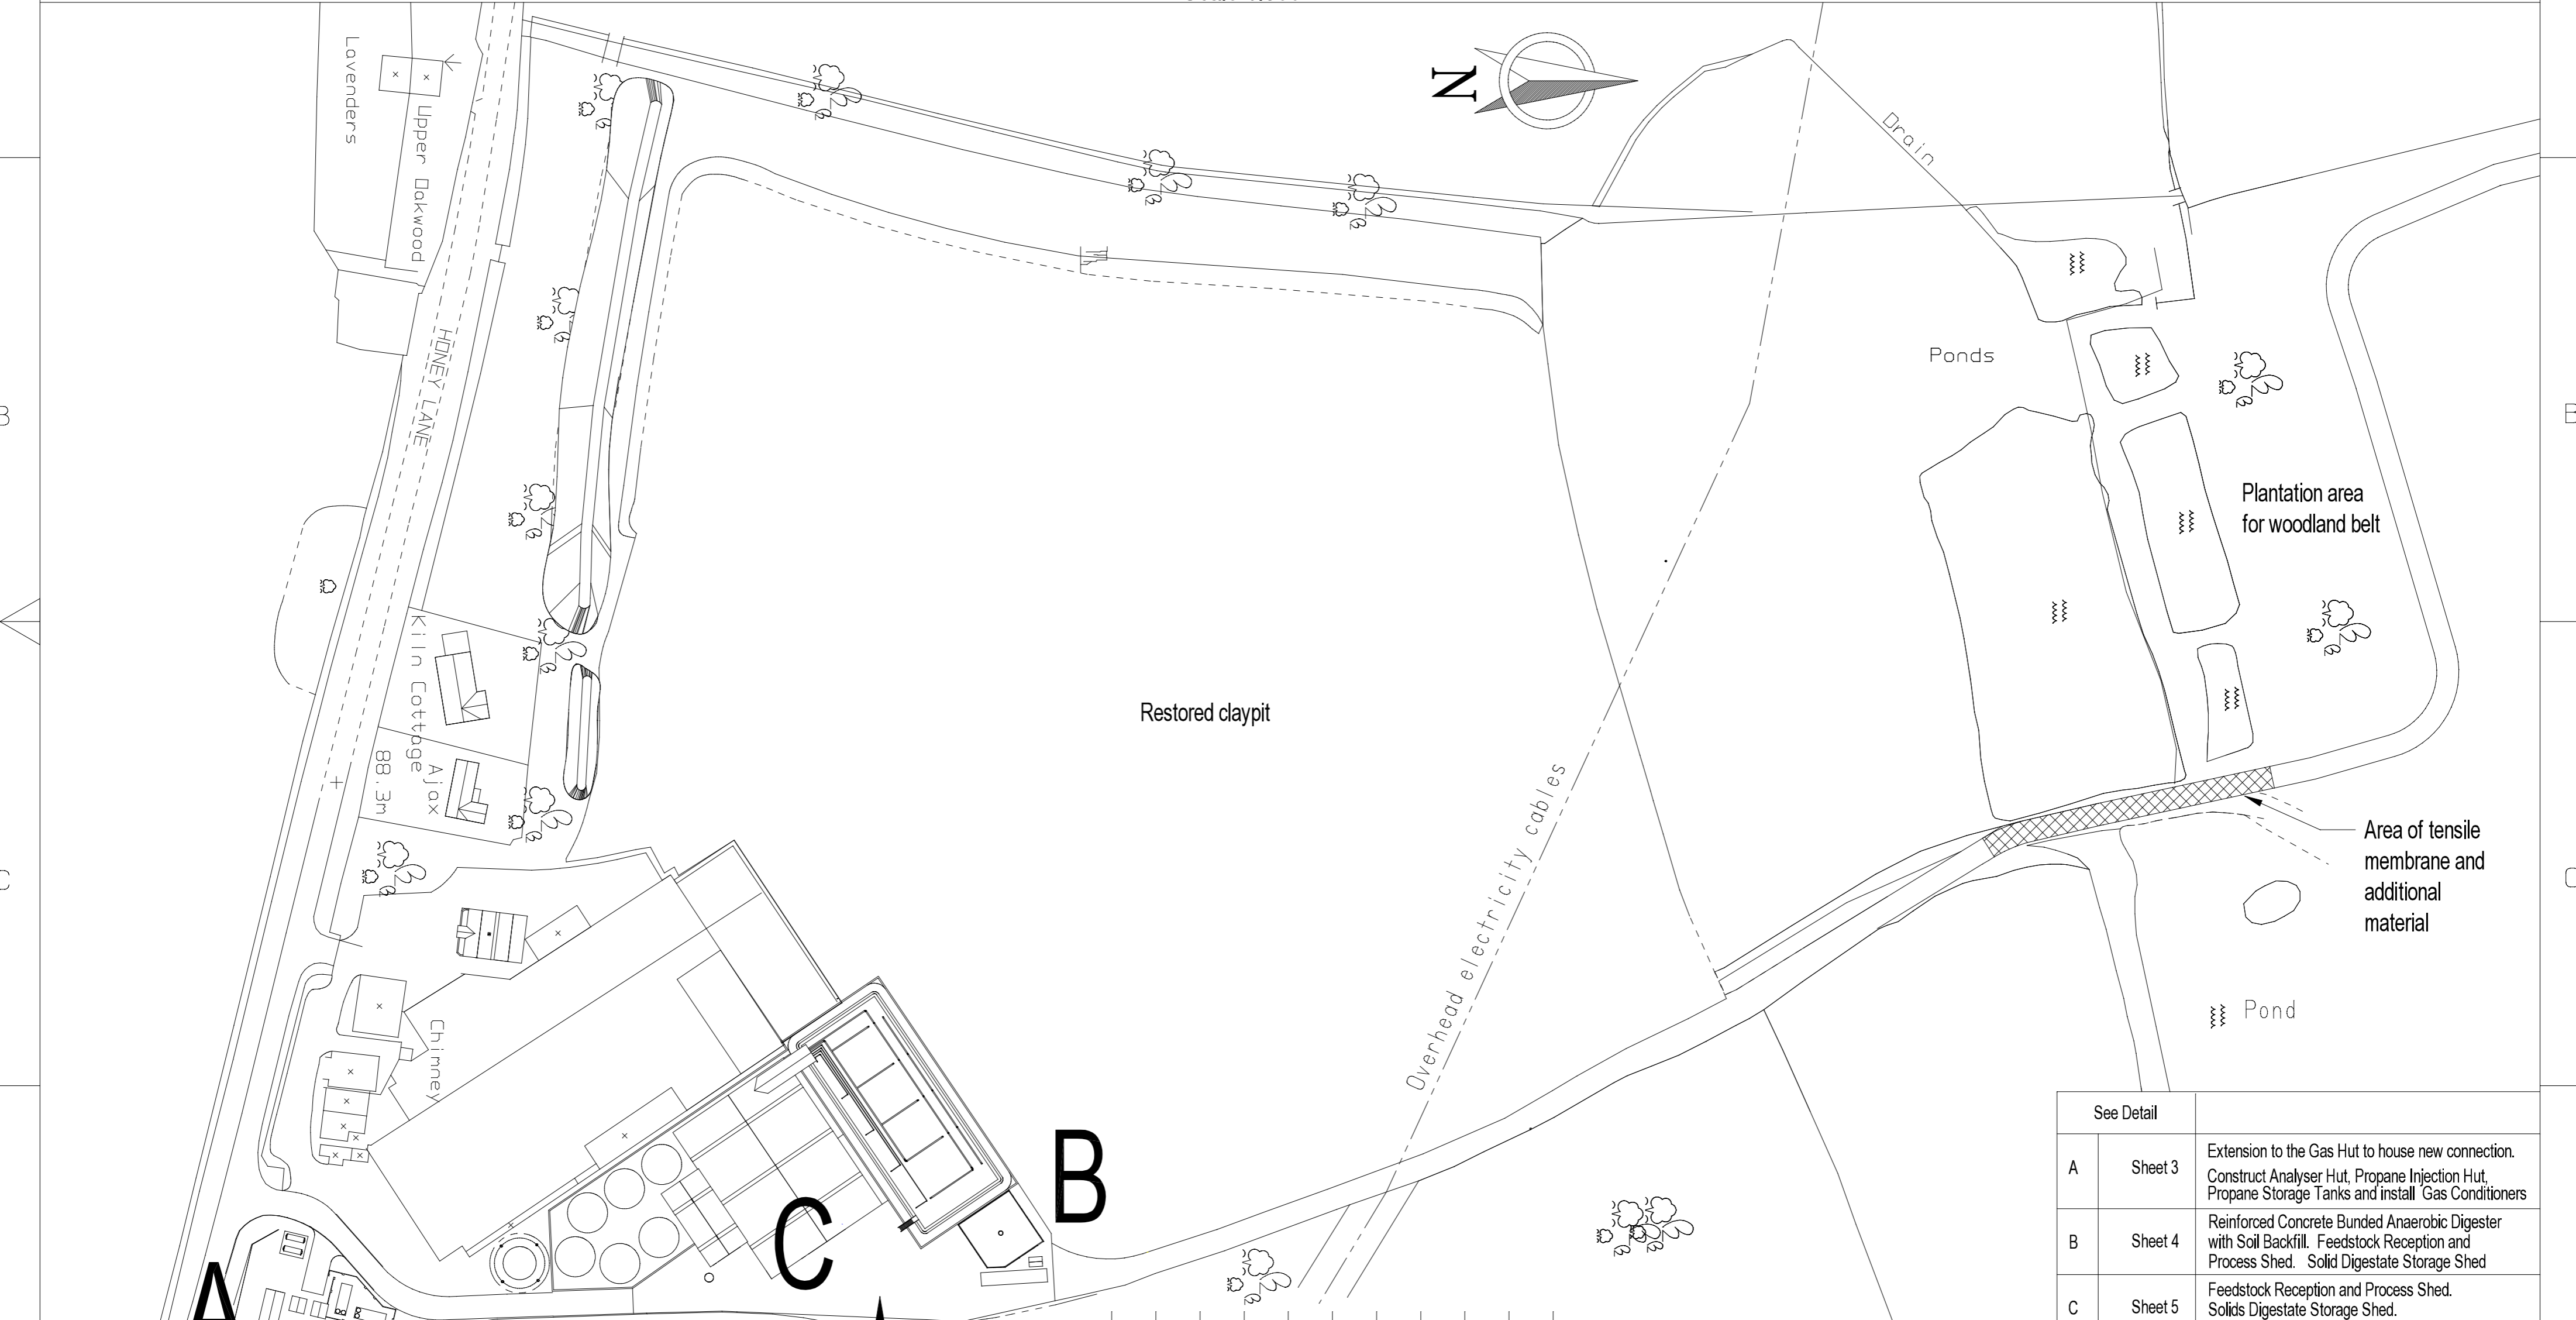 Lavenders
Upper Oakwood
HONEY LANE
N
Drain
Ponds
B
B
Plantation area
for woodland belt
Kiln Cottage
Ajax
88.3m
Restored claypit
Overhead electricity cables
Area of tensile
membrane and
additional
material
C
C
Pond
Chimney
A
B
C
See Detail
A
Sheet 3
Extension to the Gas Hut to house new connection.
Construct Analyser Hut, Propane Injection Hut,
Propane Storage Tanks and install Gas Conditioners
B
Sheet 4
Reinforced Concrete Bunded Anaerobic Digester
with Soil Backfill. Feedstock Reception and
Process Shed. Solid Digestate Storage Shed
C
Sheet 5
Feedstock Reception and Process Shed.
Solids Digestate Storage Shed.